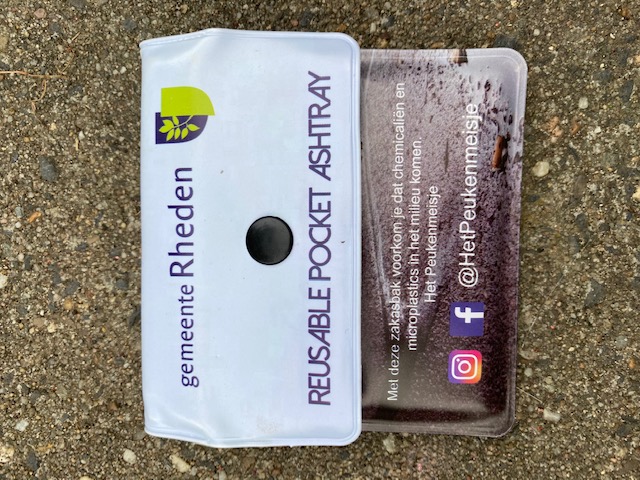 gemeente Rheden
REUSABLE POCKET ASHTRAY
Met deze zakasbak voorkom je dat chemicaliën en
microplastics in het milieu komen
Het Peukenmeisje
@HetPeukenmeisje